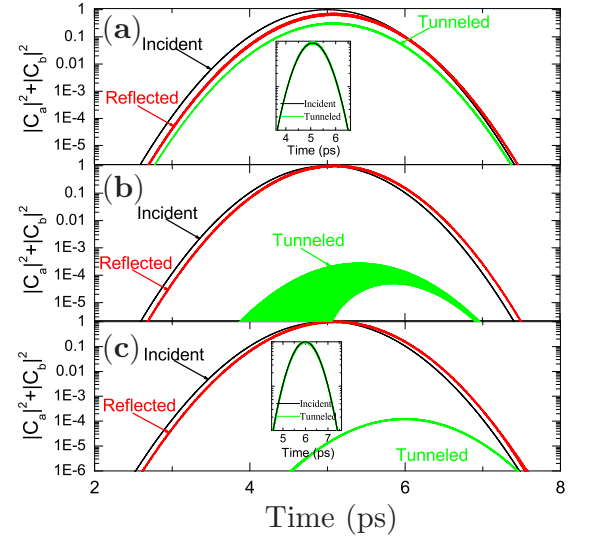 (a)
1
0.1
0.01
1E-3
1E-4
1E-5
|C_a|^2+|C_b|^2
Incident
Reflected
Tunneled
Incident
Tunneled
4 5 6
Time (ps)
(b)
1
0.1
0.01
1E-3
1E-4
1E-5
|C_a|^2+|C_b|^2
Incident
Reflected
Tunneled
(c)
1
0.1
0.01
1E-3
1E-4
1E-5
1E-6
|C_a|^2+|C_b|^2
Incident
Reflected
Tunneled
Incident
Tunneled
5 6 7
Time (ps)
2 4 6 8
Time (ps)